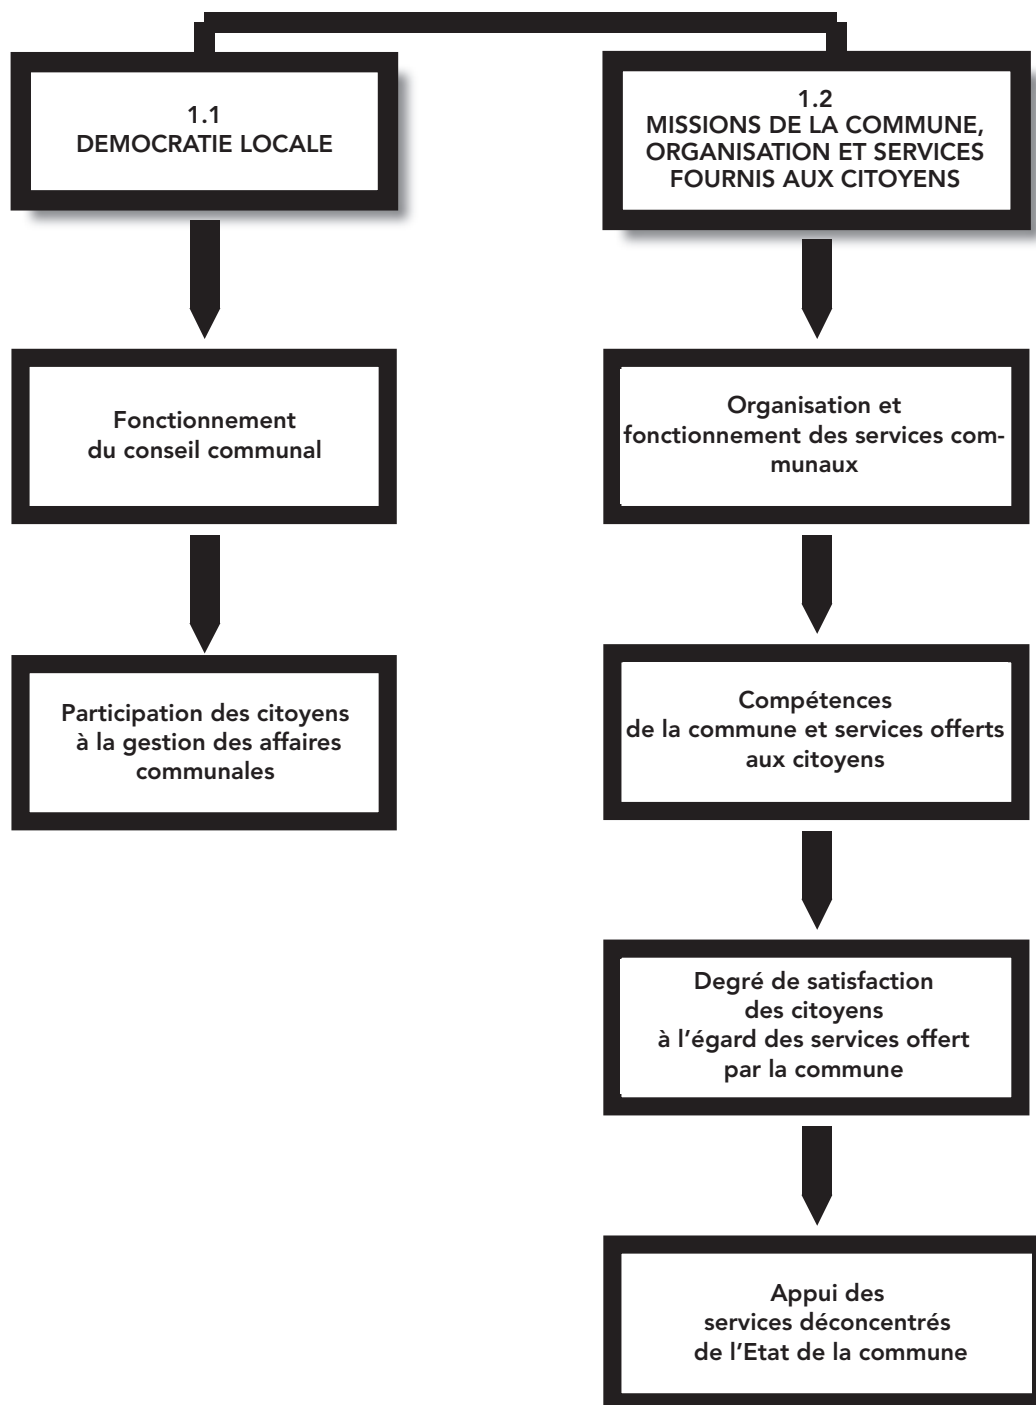 1.1
DEMOCRATIE LOCALE
Fonctionnement
du conseil communal
Participation des citoyens
à la gestion des affaires
communales
1.2
MISSIONS DE LA COMMUNE,
ORGANISATION ET SERVICES
FOURNIS AUX CITOYENS
Organisation et
fonctionnement des services com-
munaux
Compétences
de la commune et services offerts
aux citoyens
Degré de satisfaction
des citoyens
à l'égard des services offert
par la commune
Appui des
services déconcentrés
de l'Etat de la commune